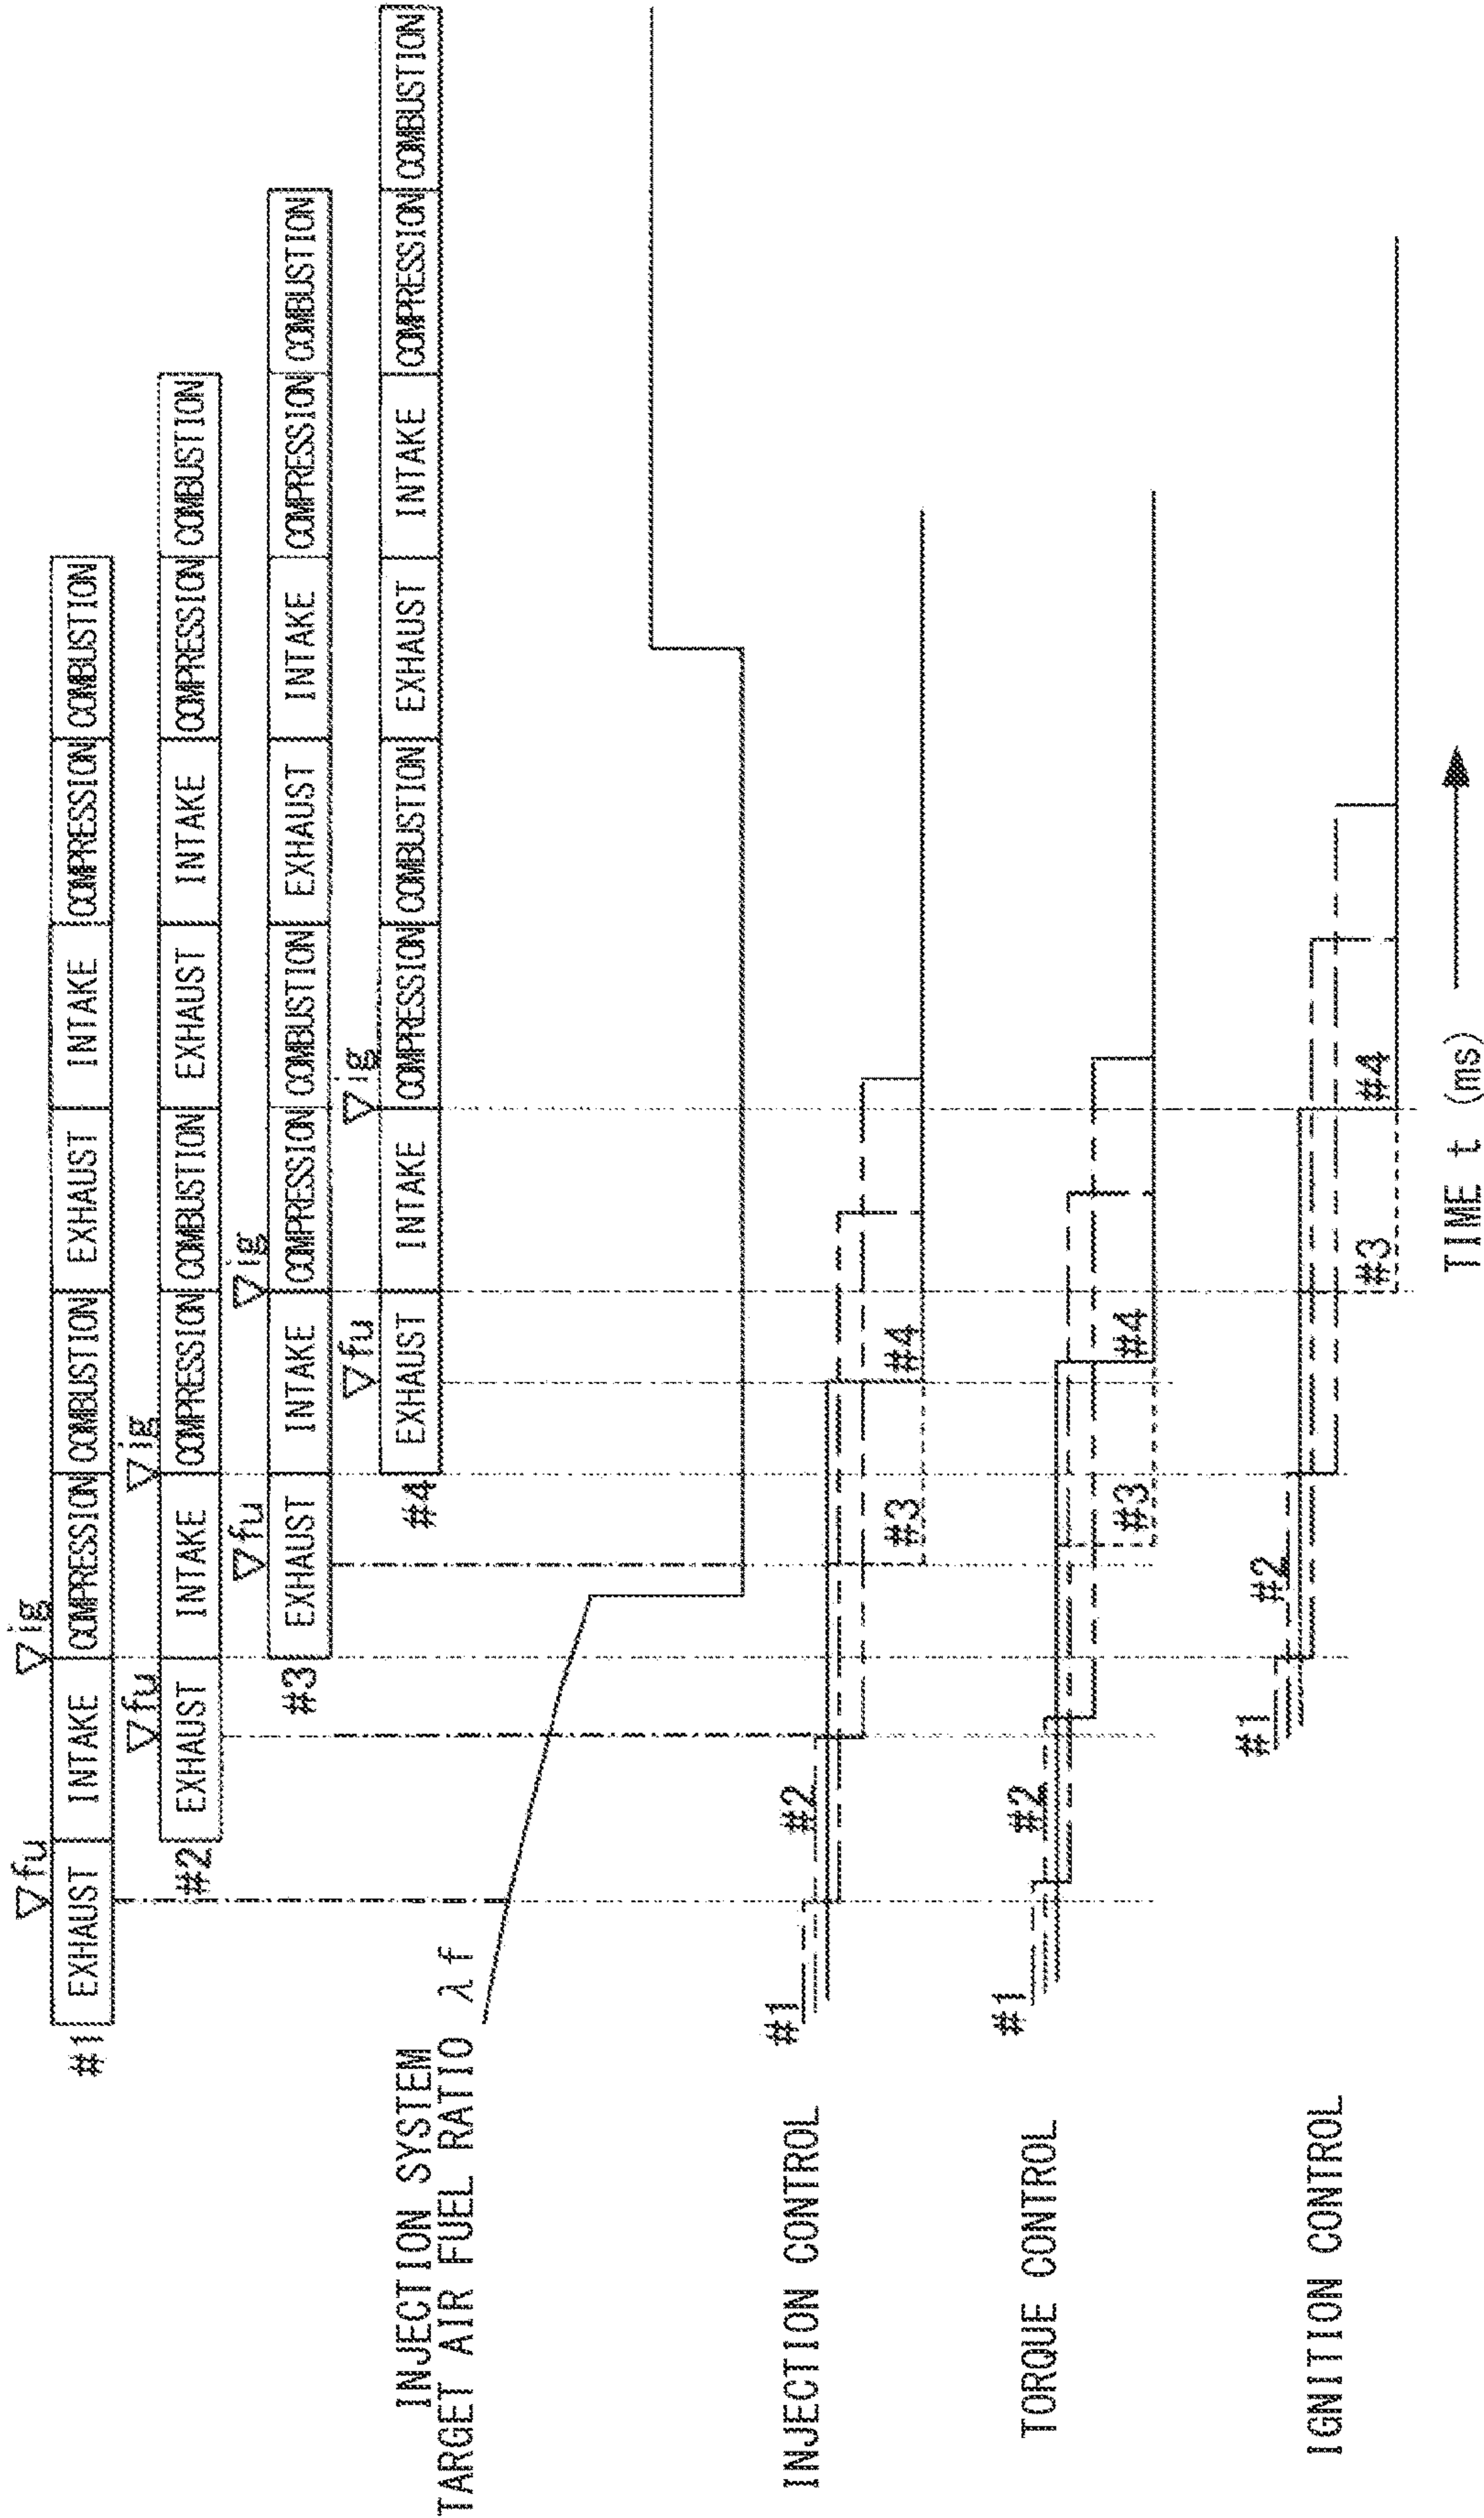 ▽fu
▽ig
#1
EXHAUST INTAKE COMPRESSION COMBUSTION EXHAUST INTAKE COMPRESSION COMBUSTION
▽fu
▽ig
#2
EXHAUST INTAKE COMPRESSION COMBUSTION EXHAUST INTAKE COMPRESSION COMBUSTION
▽fu
▽ig
#3
EXHAUST INTAKE COMPRESSION COMBUSTION EXHAUST INTAKE COMPRESSION COMBUSTION
▽fu
▽ig
#4
EXHAUST INTAKE COMPRESSION COMBUSTION EXHAUST INTAKE COMPRESSION COMBUSTION
INJECTION SYSTEM
TARGET AIR FUEL RATIO λf
INJECTION CONTROL
#1
#2
#3
#4
TORQUE CONTROL
#1
#2
#3
#4
IGNITION CONTROL
#1
#2
#3
#4
TIME t (ms)